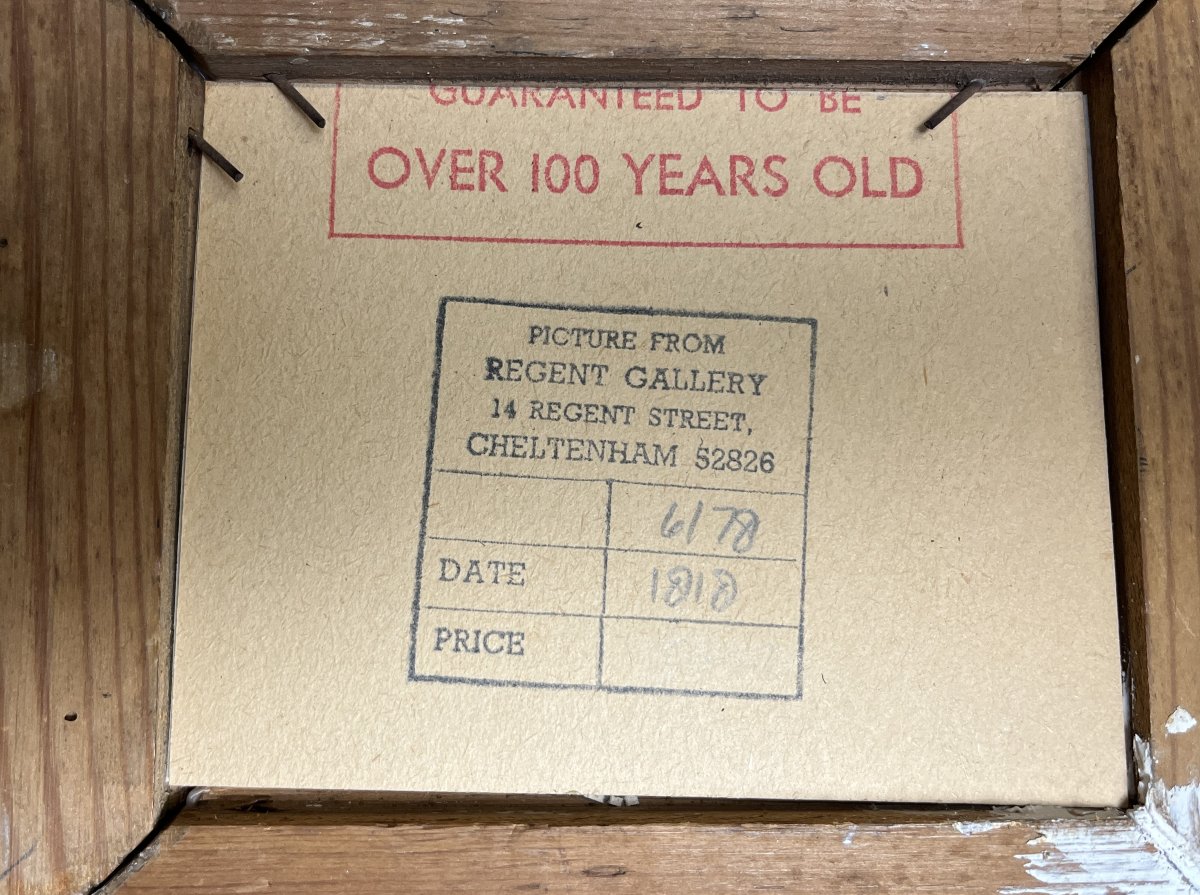 GUARANTEED TO BE
OVER 100 YEARS OLD
PICTURE FROM
REGENT GALLERY
14 REGENT STREET,
CHELTENHAM 52826
6178
DATE 1818
PRICE